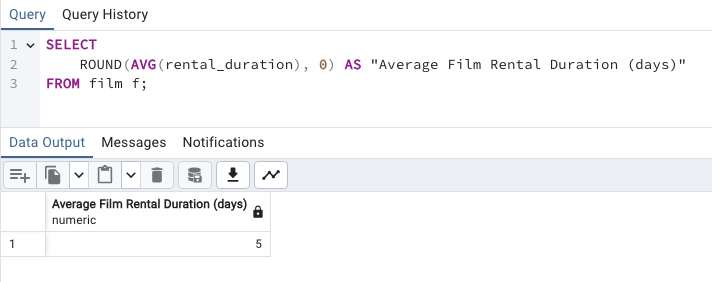 Query Query History
1 SELECT
2 ROUND(AVG(rental_duration), 0) AS "Average Film Rental Duration (days)"
3 FROM film f;
Data Output Messages Notifications
Average Film Rental Duration (days)
numeric
1 5